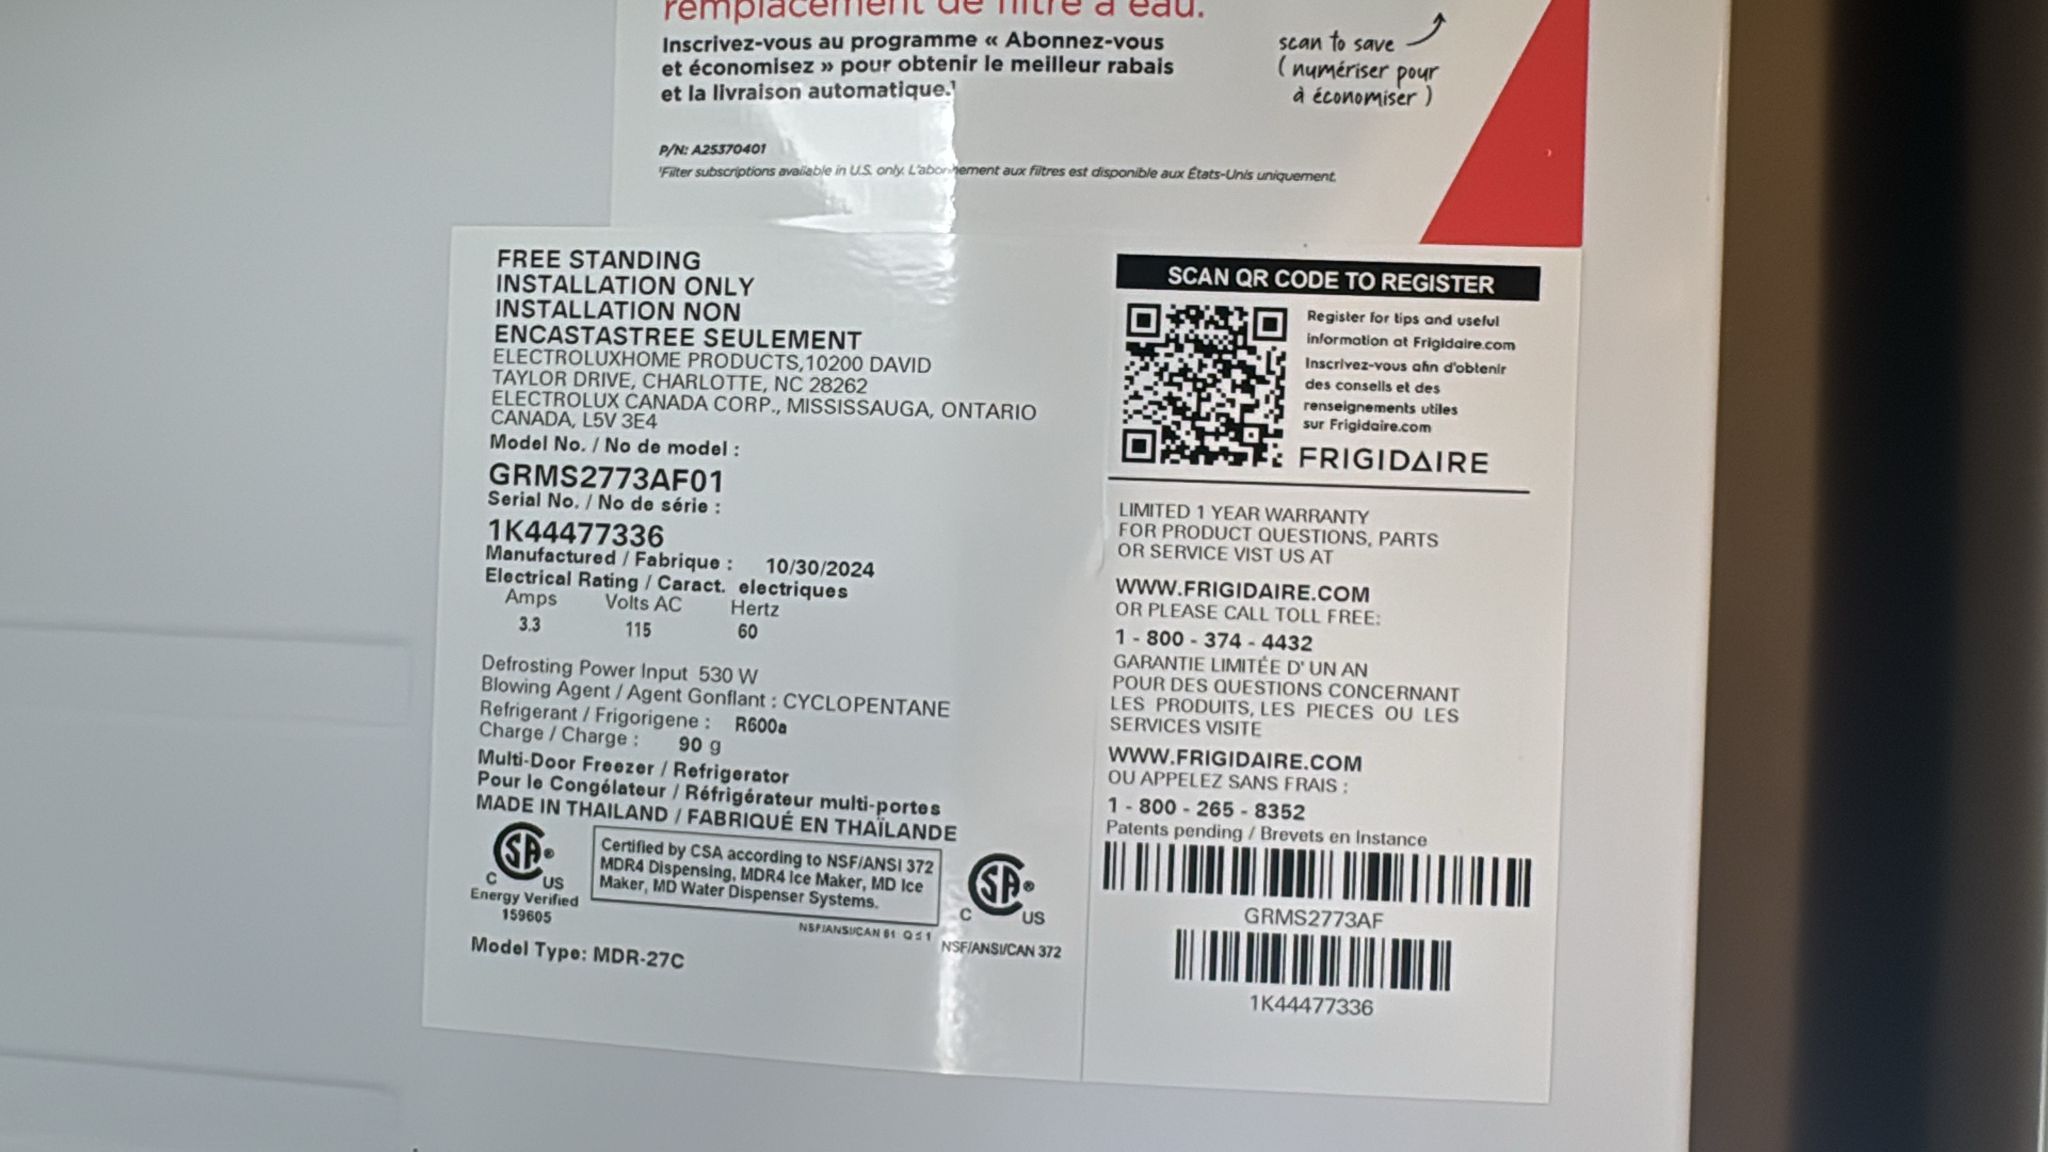 remplacement de filtre à eau.
Inscrivez-vous au programme « Abonnez-vous
et économisez » pour obtenir le meilleur rabais
et la livraison automatique.¹
scan to save
( numériser pour
à économiser )
P/N: A25370401
¹Filter subscriptions available in U.S. only. L'abonnement aux filtres est disponible aux États-Unis uniquement.
FREE STANDING
INSTALLATION ONLY
INSTALLATION NON
ENCASTASTREE SEULEMENT
ELECTROLUXHOME PRODUCTS,10200 DAVID
TAYLOR DRIVE, CHARLOTTE, NC 28262
ELECTROLUX CANADA CORP., MISSISSAUGA, ONTARIO
CANADA, L5V 3E4
Model No. / No de model :
GRMS2773AF01
Serial No. / No de série :
1K44477336
Manufactured / Fabrique : 10/30/2024
Electrical Rating / Caract. electriques
Amps Volts AC Hertz
3.3 115 60
Defrosting Power Input 530 W
Blowing Agent / Agent Gonflant : CYCLOPENTANE
Refrigerant / Frigorigene : R600a
Charge / Charge : 90 g
Multi-Door Freezer / Refrigerator
Pour le Congélateur / Réfrigérateur multi-portes
MADE IN THAILAND / FABRIQUÉ EN THAÏLANDE
SA ®
C US
Energy Verified
159605
Certified by CSA according to NSF/ANSI 372
MDR4 Dispensing, MDR4 Ice Maker, MD Ice
Maker, MD Water Dispenser Systems.
NSF/ANSI/CAN 61 Q ≤ 1
SA ®
C US
NSF/ANSI/CAN 372
Model Type: MDR-27C
SCAN QR CODE TO REGISTER
Register for tips and useful
information at Frigidaire.com
Inscrivez-vous afin d'obtenir
des conseils et des
renseignements utiles
sur Frigidaire.com
FRIGIDAIRE
LIMITED 1 YEAR WARRANTY
FOR PRODUCT QUESTIONS, PARTS
OR SERVICE VIST US AT
WWW.FRIGIDAIRE.COM
OR PLEASE CALL TOLL FREE:
1 - 800 - 374 - 4432
GARANTIE LIMITÉE D' UN AN
POUR DES QUESTIONS CONCERNANT
LES PRODUITS, LES PIECES OU LES
SERVICES VISITE
WWW.FRIGIDAIRE.COM
OU APPELEZ SANS FRAIS :
1 - 800 - 265 - 8352
Patents pending / Brevets en Instance
GRMS2773AF
1K44477336